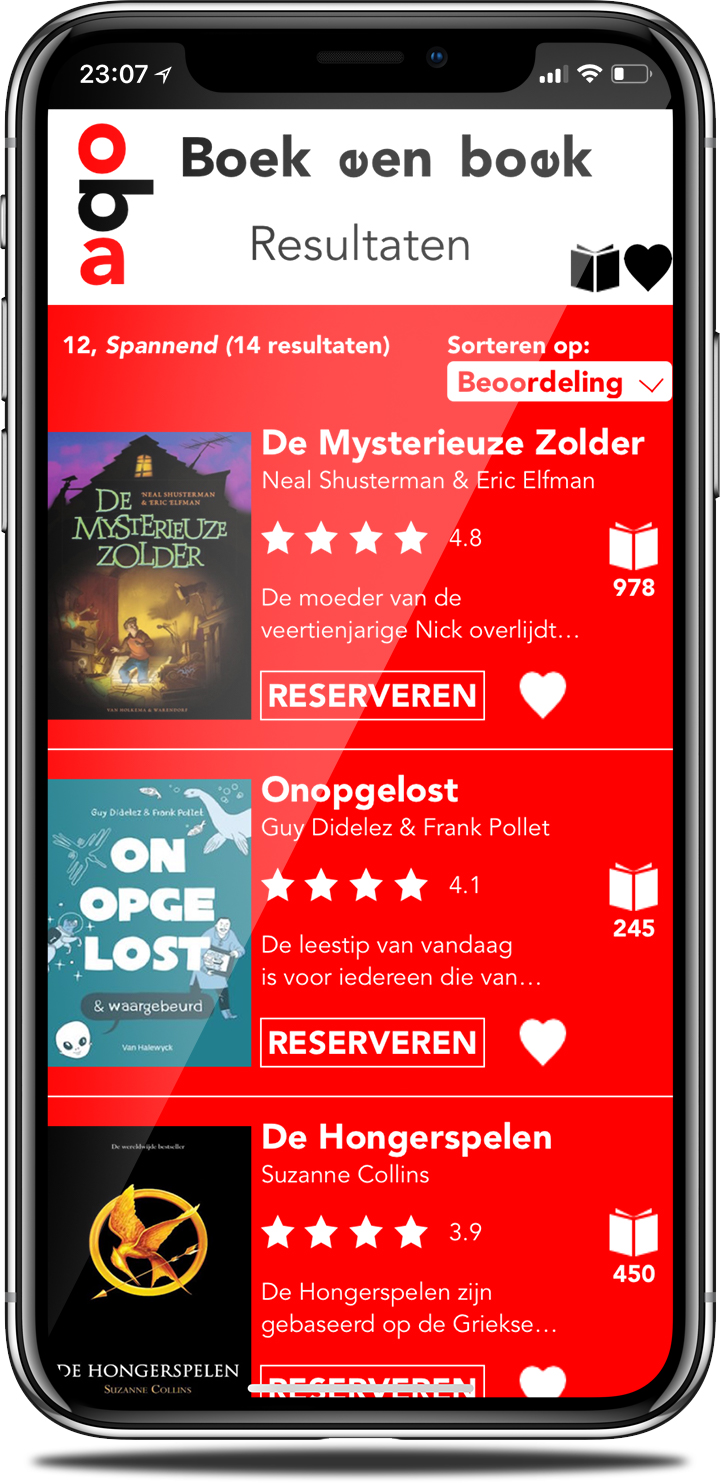 23:07
oba
Boek een boek
Resultaten
12, Spannend (14 resultaten)
Sorteren op:
Beoordeling
DE
NEAL SHUSTERMAN
& ERIC ELFMAN
MYSTERIEUZE
ZOLDER
VAN HOLKEMA & WARENDORF
De Mysterieuze Zolder
Neal Shusterman & Eric Elfman
4.8
978
De moeder van de
veertienjarige Nick overlijdt...
RESERVEREN
Guy Didelez & Frank Pollet
ON
OPGE
LOST
& waargebeurd
Van Halewyck
Onopgelost
Guy Didelez & Frank Pollet
4.1
245
De leestip van vandaag
is voor iedereen die van...
RESERVEREN
De wereldwijde bestseller
DE HONGERSPELEN
SUZANNE COLLINS
De Hongerspelen
Suzanne Collins
3.9
450
De Hongerspelen zijn
gebaseerd op de Griekse...
RESERVEREN